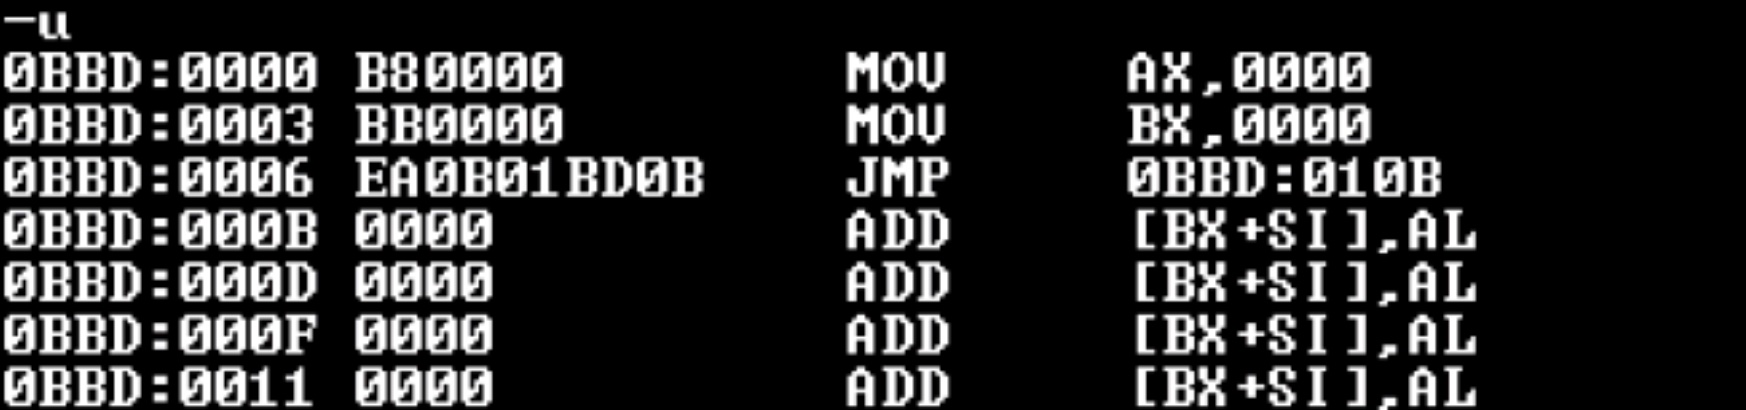 -u
0BBD:0000 B80000 MOV AX,0000
0BBD:0003 BB0000 MOV BX,0000
0BBD:0006 EA0B01BD0B JMP 0BBD:010B
0BBD:000B 0000 ADD [BX+SI],AL
0BBD:000D 0000 ADD [BX+SI],AL
0BBD:000F 0000 ADD [BX+SI],AL
0BBD:0011 0000 ADD [BX+SI],AL